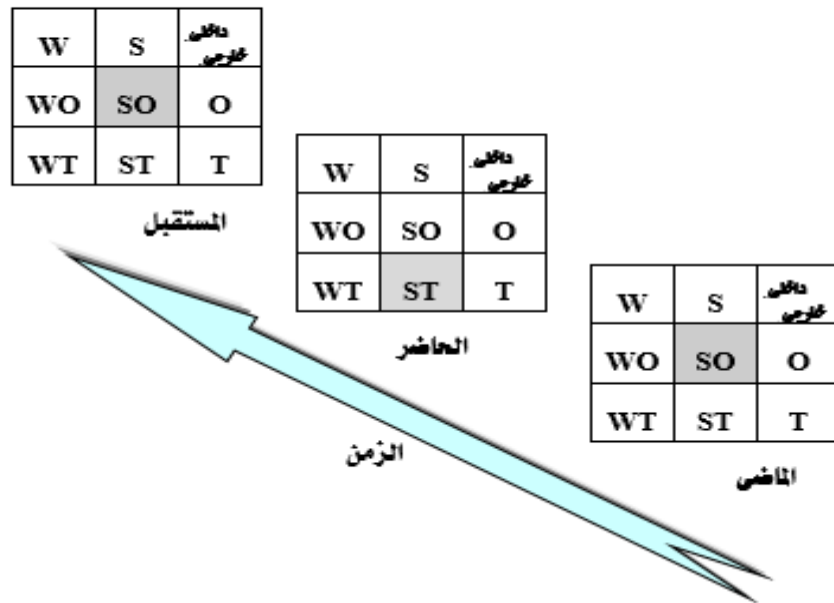 W S داخلي خارجي
WO SO O
WT ST T
المستقبل
W S داخلي خارجي
WO SO O
WT ST T
الحاضر
W S داخلي خارجي
WO SO O
WT ST T
الماضى
الزمن